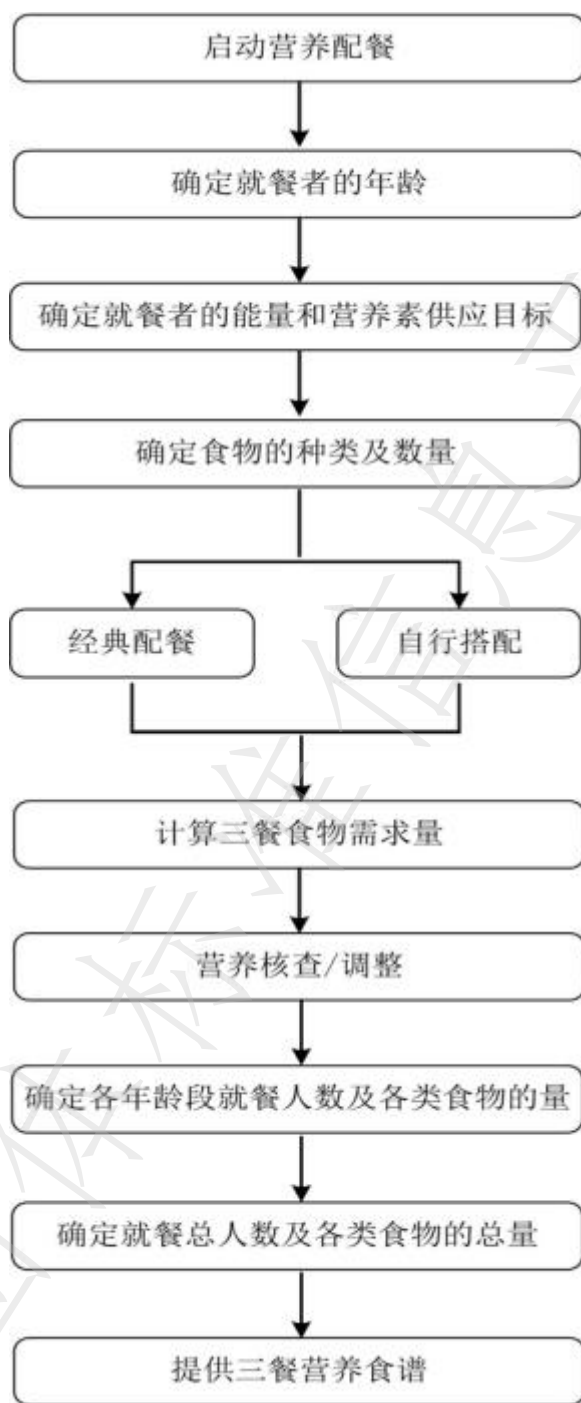 启动营养配餐
确定就餐者的年龄
确定就餐者的能量和营养素供应目标
确定食物的种类及数量
经典配餐
自行搭配
计算三餐食物需求量
营养核查/调整
确定各年龄段就餐人数及各类食物的量
确定就餐总人数及各类食物的总量
提供三餐营养食谱
体标准信息